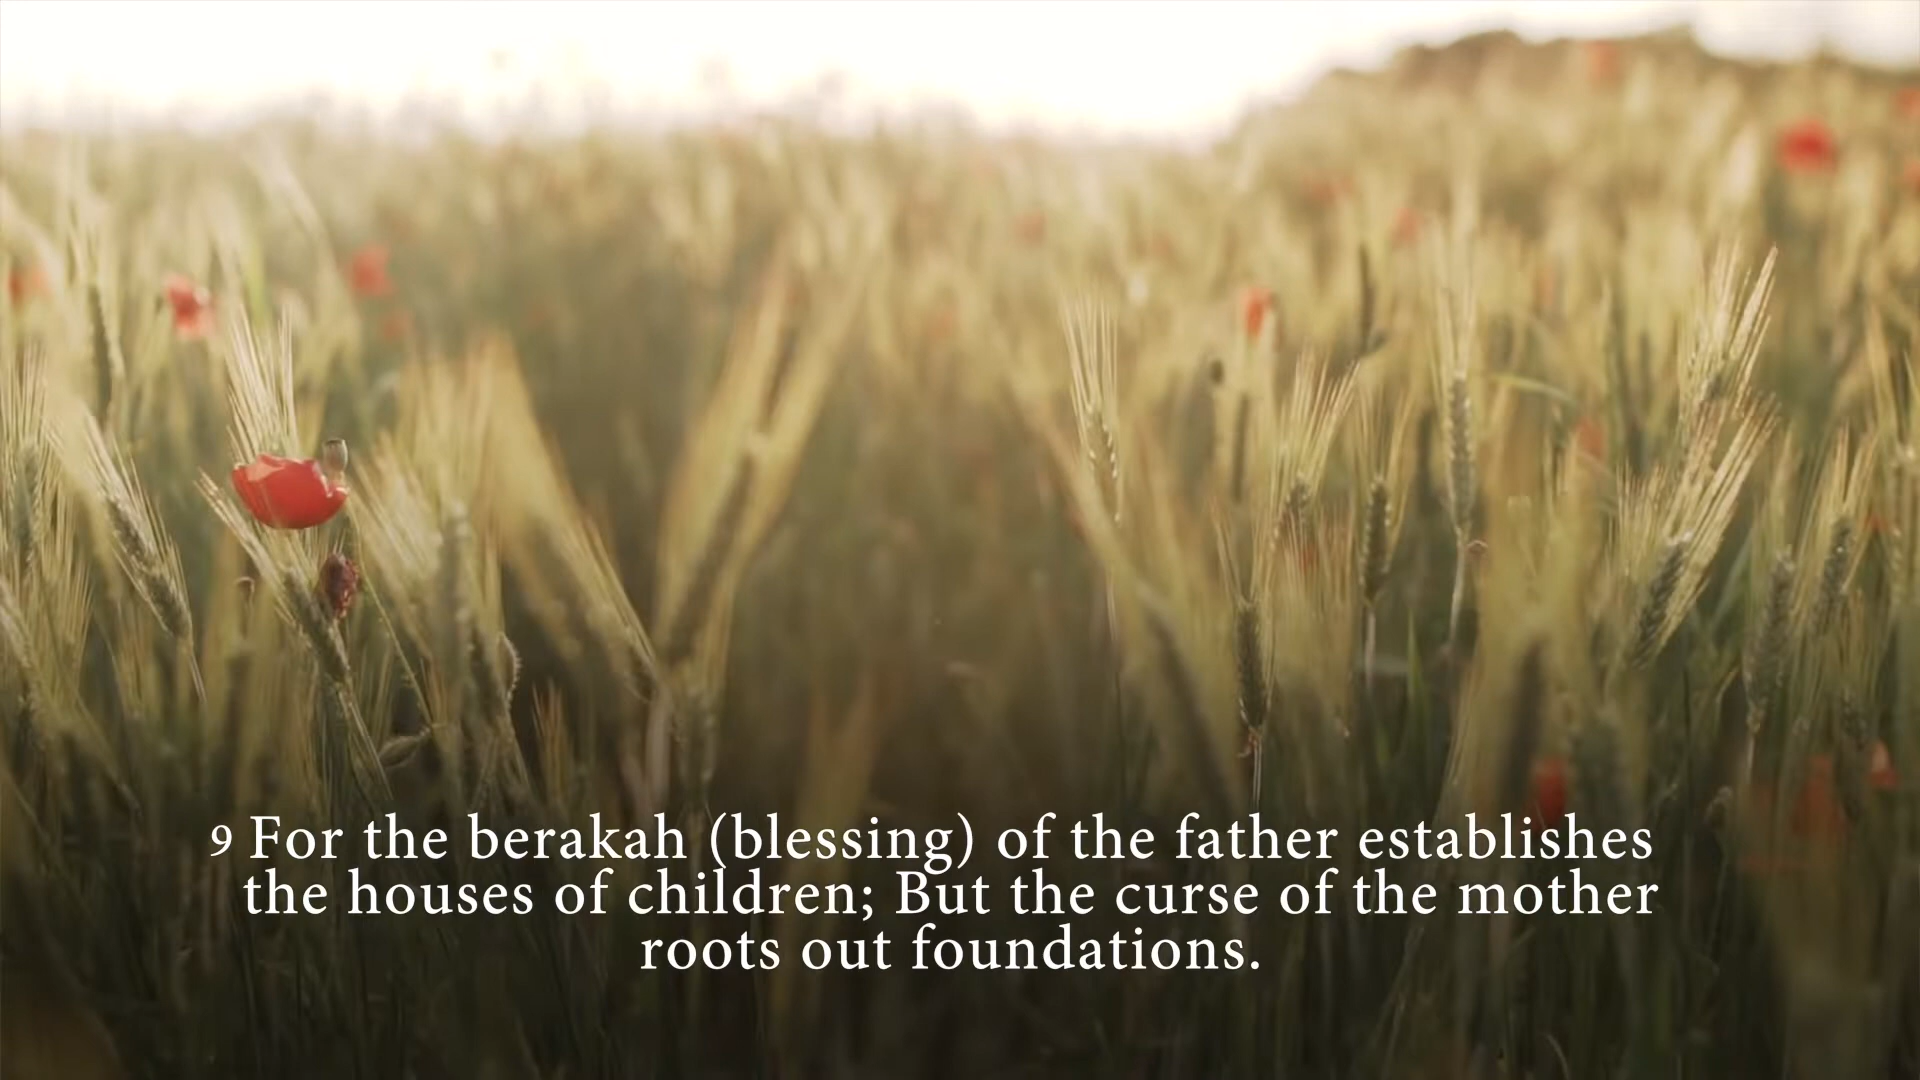 9 For the berakah (blessing) of the father establishes
the houses of children; But the curse of the mother
roots out foundations.